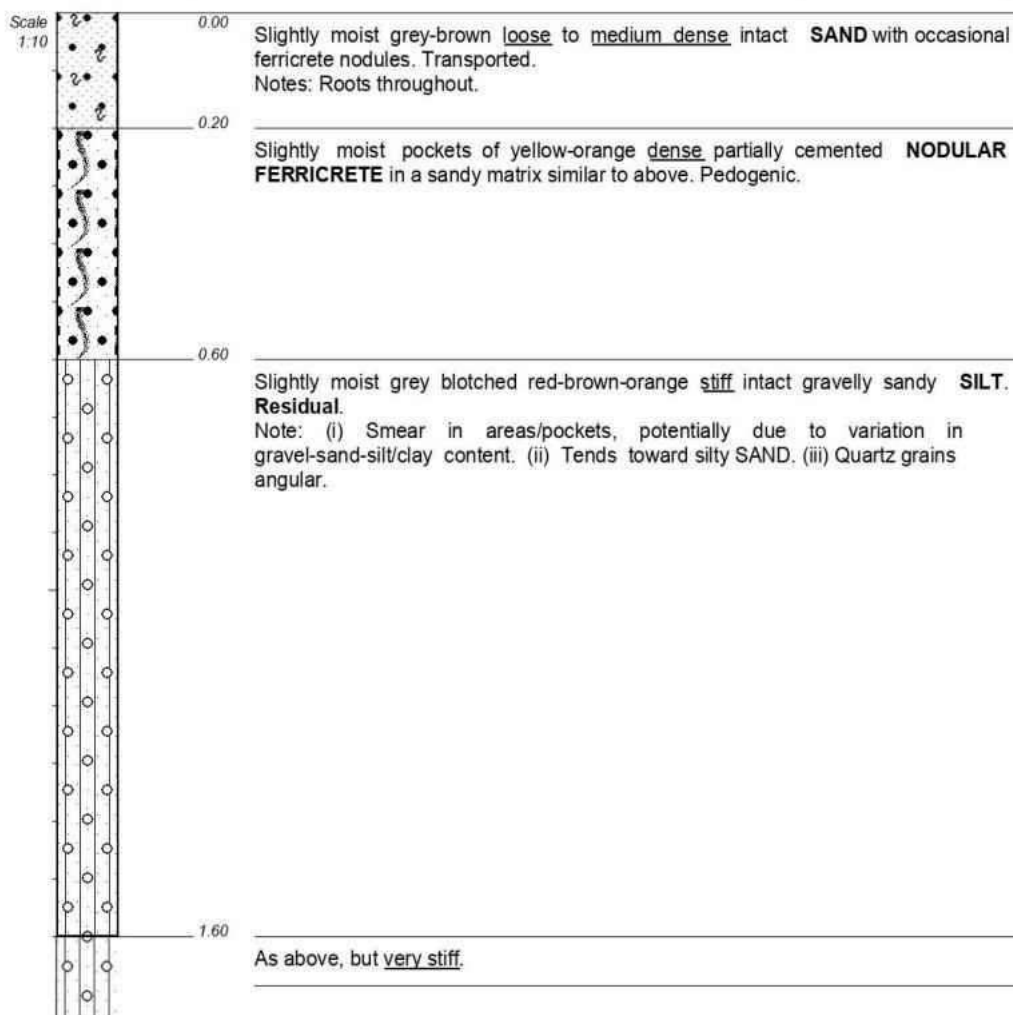 Scale
1:10
0.00
Slightly moist grey-brown loose to medium dense intact SAND with occasional
ferricrete nodules. Transported.
Notes: Roots throughout.
0.20
Slightly moist pockets of yellow-orange dense partially cemented NODULAR
FERRICRETE in a sandy matrix similar to above. Pedogenic.
0.60
Slightly moist grey blotched red-brown-orange stiff intact gravelly sandy SILT.
Residual.
Note: (i) Smear in areas/pockets, potentially due to variation in
gravel-sand-silt/clay content. (ii) Tends toward silty SAND. (iii) Quartz grains
angular.
1.60
As above, but very stiff.